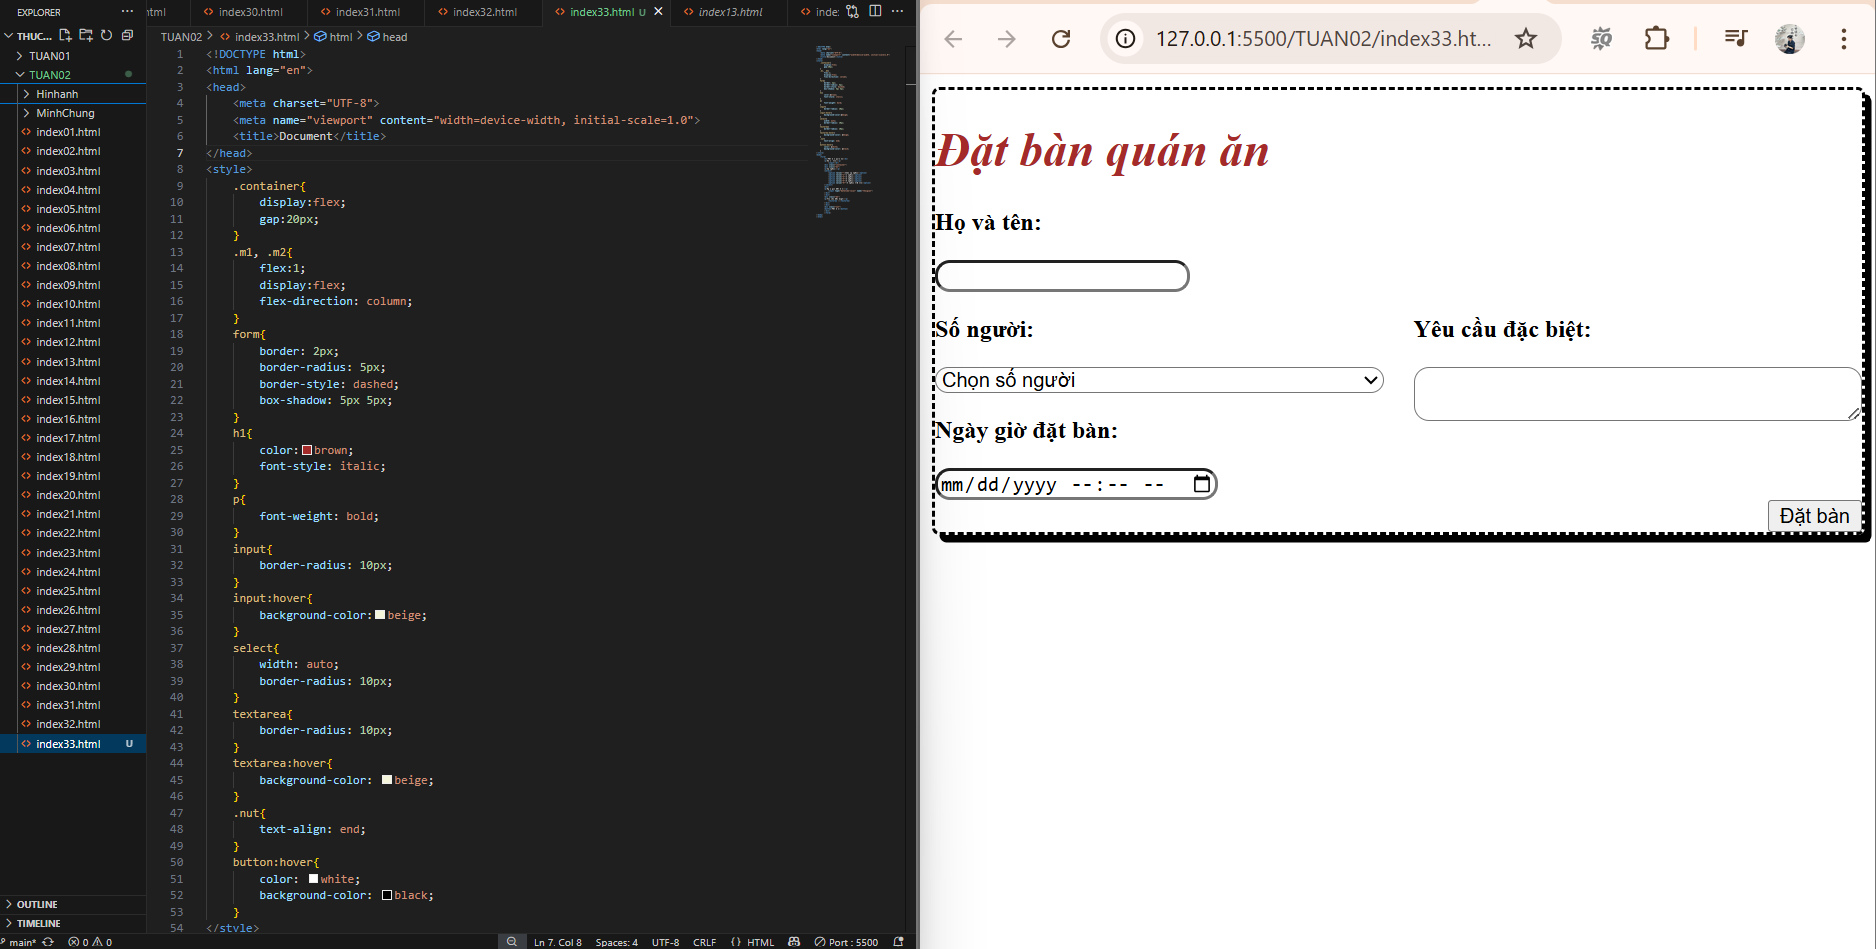 EXPLORER ···
THUC...
TUAN01
TUAN02
Hinhanh
MinhChung
index01.html
index02.html
index03.html
index04.html
index05.html
index06.html
index07.html
index08.html
index09.html
index10.html
index11.html
index12.html
index13.html
index14.html
index15.html
index16.html
index17.html
index18.html
index19.html
index20.html
index21.html
index22.html
index23.html
index24.html
index25.html
index26.html
index27.html
index28.html
index29.html
index30.html
index31.html
index32.html
index33.html U
OUTLINE
TIMELINE
html index30.html index31.html index32.html index33.html U index13.html inde: ···
TUAN02 > index33.html > html > head
1 <!DOCTYPE html>
2 <html lang="en">
3 <head>
4 <meta charset="UTF-8">
5 <meta name="viewport" content="width=device-width, initial-scale=1.0">
6 <title>Document</title>
7 </head>
8 <style>
9 .container{
10 display:flex;
11 gap:20px;
12 }
13 .m1, .m2{
14 flex:1;
15 display:flex;
16 flex-direction: column;
17 }
18 form{
19 border: 2px;
20 border-radius: 5px;
21 border-style: dashed;
22 box-shadow: 5px 5px;
23 }
24 h1{
25 color:brown;
26 font-style: italic;
27 }
28 p{
29 font-weight: bold;
30 }
31 input{
32 border-radius: 10px;
33 }
34 input:hover{
35 background-color:beige;
36 }
37 select{
38 width: auto;
39 border-radius: 10px;
40 }
41 textarea{
42 border-radius: 10px;
43 }
44 textarea:hover{
45 background-color: beige;
46 }
47 .nut{
48 text-align: end;
49 }
50 button:hover{
51 color: white;
52 background-color: black;
53 }
54 </style>
main* 0 0 Ln 7, Col 8 Spaces: 4 UTF-8 CRLF {} HTML Port : 5500
127.0.0.1:5500/TUAN02/index33.ht...
Đặt bàn quán ăn
Họ và tên:
Số người:
Chọn số người
Ngày giờ đặt bàn:
mm/dd/yyyy --:-- --
Yêu cầu đặc biệt:
Đặt bàn